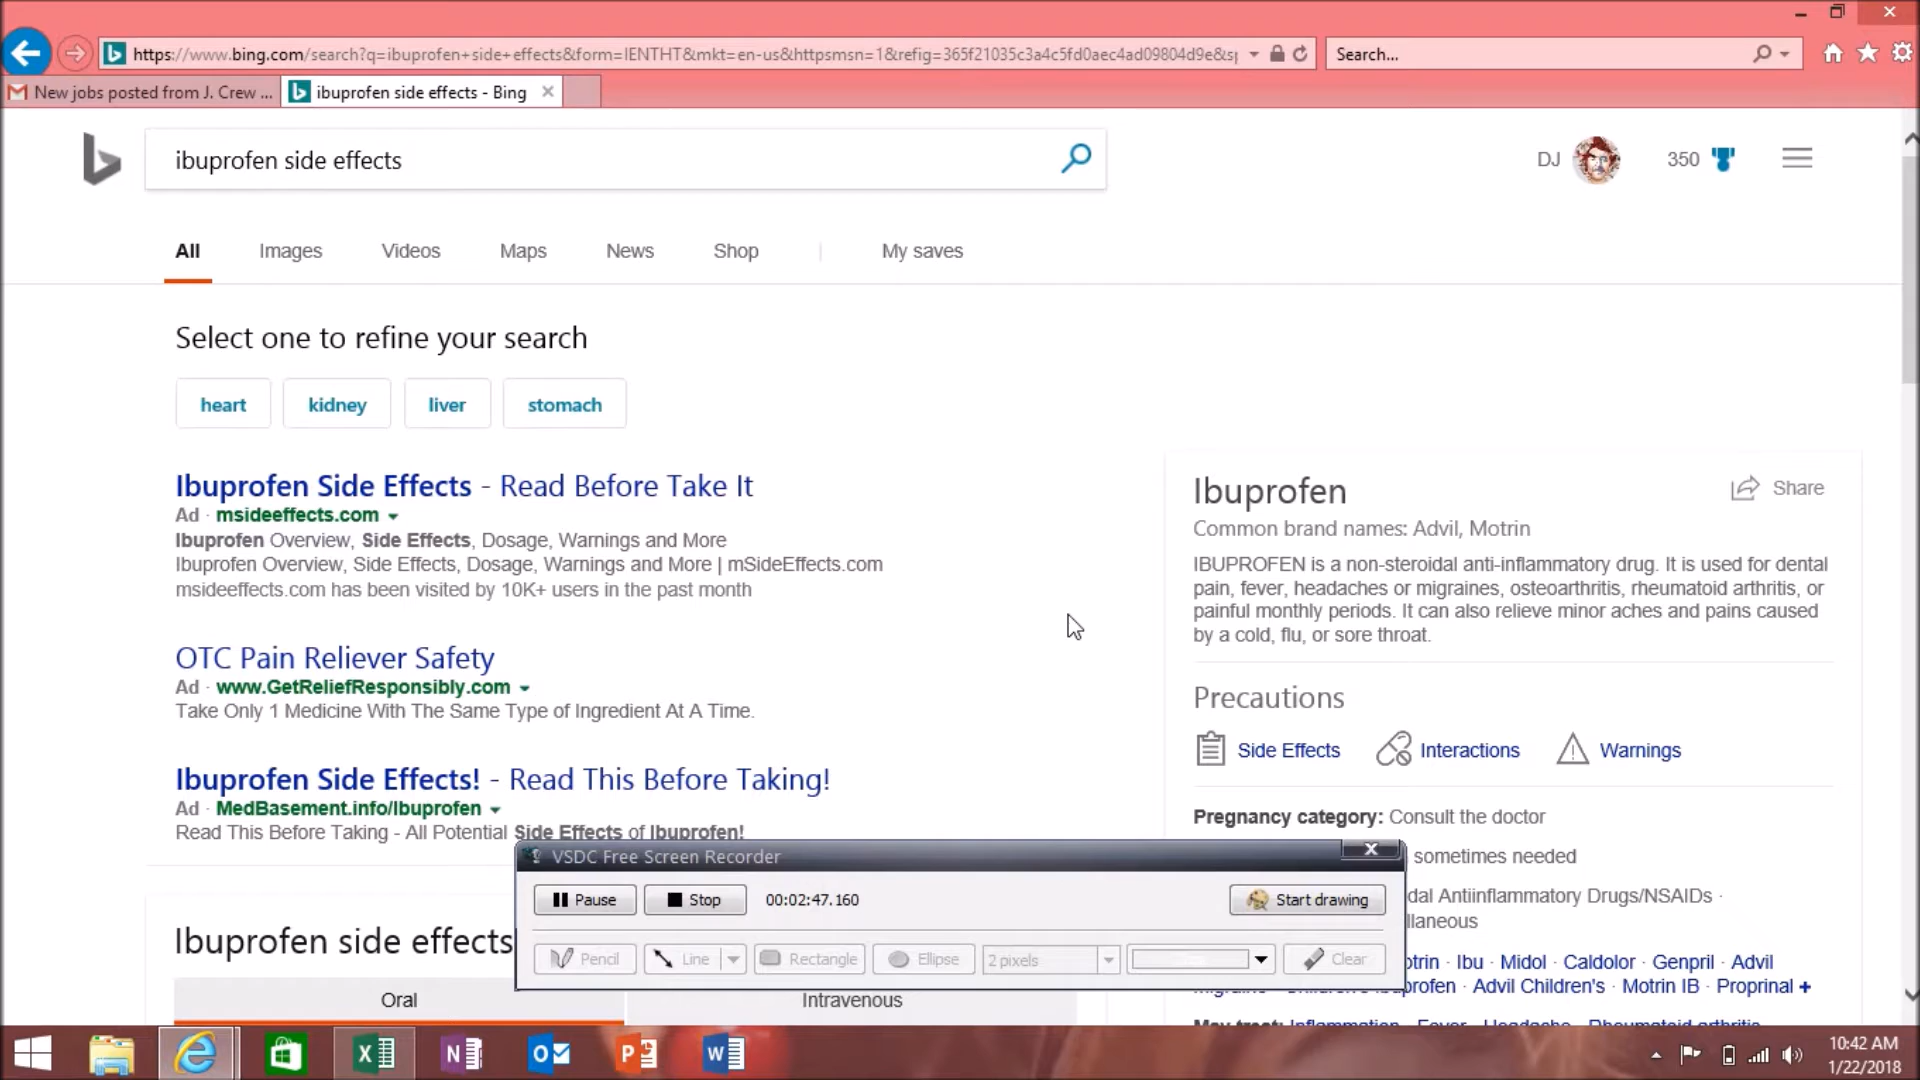 https://www.bing.com/search?q=ibuprofen+side+effects&form=IENTHT&mkt=en-us&httpsmsn=1&refig=365f21035c3a4c5fd0aec4ad09804d9e&sp
Search...
New jobs posted from J. Crew ...
ibuprofen side effects - Bing
ibuprofen side effects
DJ
350
All Images Videos Maps News Shop | My saves
Select one to refine your search
heart kidney liver stomach
Ibuprofen Side Effects - Read Before Take It
Ad · msideeffects.com
Ibuprofen Overview, Side Effects, Dosage, Warnings and More
Ibuprofen Overview, Side Effects, Dosage, Warnings and More | mSideEffects.com
msideeffects.com has been visited by 10K+ users in the past month
OTC Pain Reliever Safety
Ad · www.GetReliefResponsibly.com
Take Only 1 Medicine With The Same Type of Ingredient At A Time.
Ibuprofen Side Effects! - Read This Before Taking!
Ad · MedBasement.info/Ibuprofen
Read This Before Taking - All Potential Side Effects of Ibuprofen!
Ibuprofen side effects
Oral
Intravenous
Ibuprofen
Share
Common brand names: Advil, Motrin
IBUPROFEN is a non-steroidal anti-inflammatory drug. It is used for dental
pain, fever, headaches or migraines, osteoarthritis, rheumatoid arthritis, or
painful monthly periods. It can also relieve minor aches and pains caused
by a cold, flu, or sore throat.
Precautions
Side Effects Interactions Warnings
Pregnancy category: Consult the doctor
sometimes needed
dal Antiinflammatory Drugs/NSAIDs ·
llaneous
otrin · Ibu · Midol · Caldolor · Genpril · Advil
Migraine · Children's Ibuprofen · Advil Children's · Motrin IB · Proprinal +
May treat: Inflammation · Fever · Headache · Rheumatoid arthritis
VSDC Free Screen Recorder
Pause Stop 00:02:47.160 Start drawing
Pencil Line Rectangle Ellipse 2 pixels Clear
10:42 AM
1/22/2018